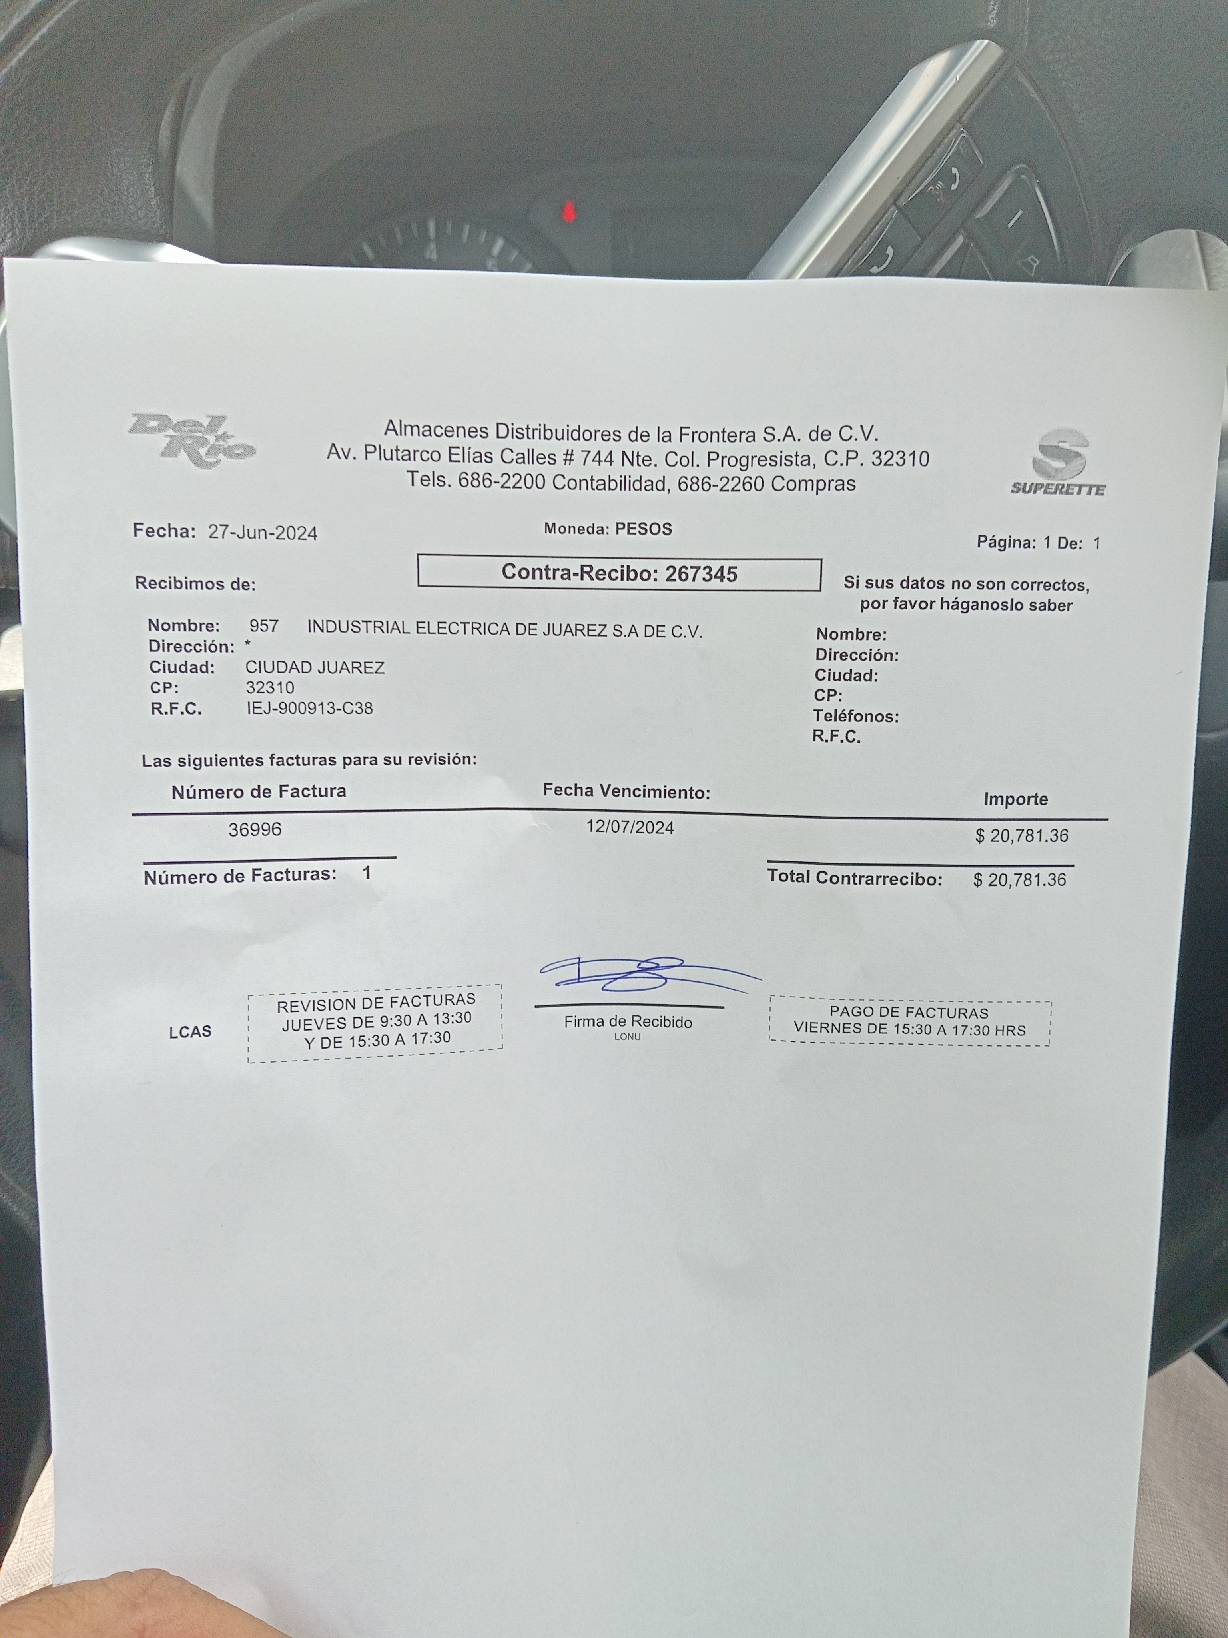 Del Rio
Almacenes Distribuidores de la Frontera S.A. de C.V.
Av. Plutarco Elías Calles # 744 Nte. Col. Progresista, C.P. 32310
Tels. 686-2200 Contabilidad, 686-2260 Compras
S
SUPERETTE
Fecha: 27-Jun-2024
Moneda: PESOS
Página: 1 De: 1
Contra-Recibo: 267345
Recibimos de:
Si sus datos no son correctos,
por favor háganoslo saber
Nombre: 957 INDUSTRIAL ELECTRICA DE JUAREZ S.A DE C.V.
Dirección: *
Ciudad: CIUDAD JUAREZ
CP: 32310
R.F.C. IEJ-900913-C38
Nombre:
Dirección:
Ciudad:
CP:
Teléfonos:
R.F.C.
Las siguientes facturas para su revisión:
Número de Factura Fecha Vencimiento: Importe
36996 12/07/2024 $ 20,781.36
Número de Facturas: 1 Total Contrarrecibo: $ 20,781.36
LCAS
REVISION DE FACTURAS
JUEVES DE 9:30 A 13:30
Y DE 15:30 A 17:30
Firma de Recibido
LONU
PAGO DE FACTURAS
VIERNES DE 15:30 A 17:30 HRS